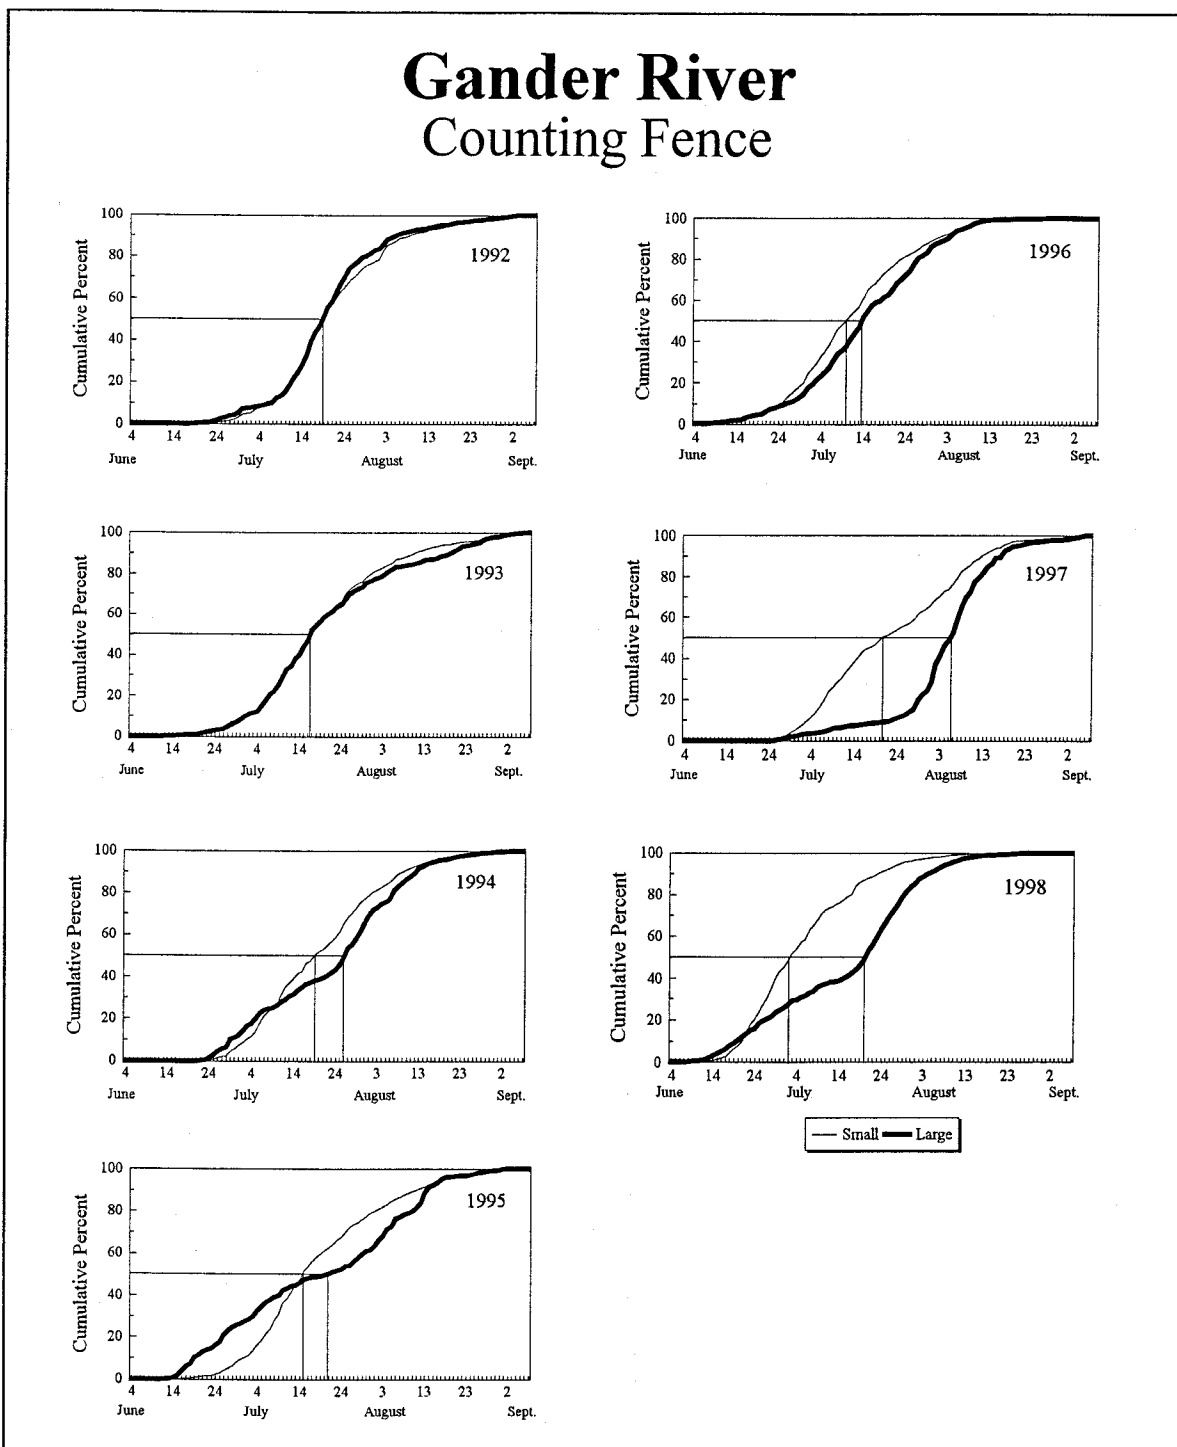 Gander River
Counting Fence
Cumulative Percent
100
80
60
40
20
0
1992
4 14 24 4 14 24 3 13 23 2
June July August Sept.
Cumulative Percent
100
80
60
40
20
0
1996
4 14 24 4 14 24 3 13 23 2
June July August Sept.
Cumulative Percent
100
80
60
40
20
0
1993
4 14 24 4 14 24 3 13 23 2
June July August Sept.
Cumulative Percent
100
80
60
40
20
0
1997
4 14 24 4 14 24 3 13 23 2
June July August Sept.
Cumulative Percent
100
80
60
40
20
0
1994
4 14 24 4 14 24 3 13 23 2
June July August Sept.
Cumulative Percent
100
80
60
40
20
0
1998
4 14 24 4 14 24 3 13 23 2
June July August Sept.
Small Large
Cumulative Percent
100
80
60
40
20
0
1995
4 14 24 4 14 24 3 13 23 2
June July August Sept.